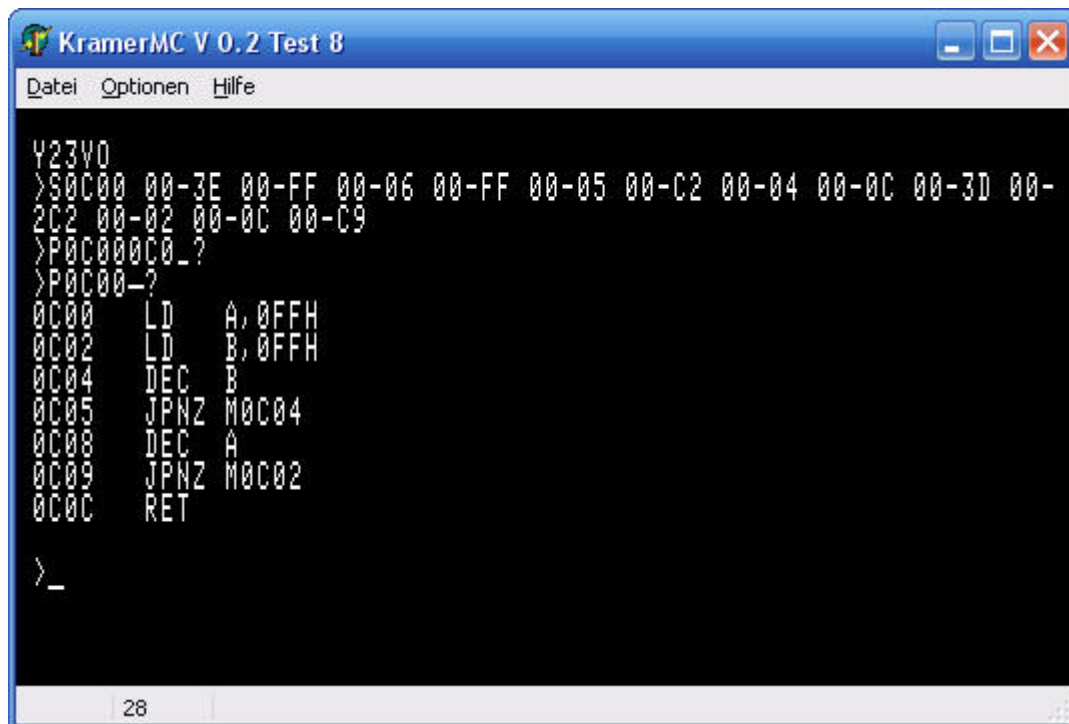 KramerMC V 0.2 Test 8
Datei Optionen Hilfe
Y23VO
>S0C00 00-3E 00-FF 00-06 00-FF 00-05 00-C2 00-04 00-0C 00-3D 00-
2C2 00-02 00-0C 00-C9
>P0C000C0_?
>P0C00—?
0C00 LD A,0FFH
0C02 LD B,0FFH
0C04 DEC B
0C05 JPNZ M0C04
0C08 DEC A
0C09 JPNZ M0C02
0C0C RET
>_
28